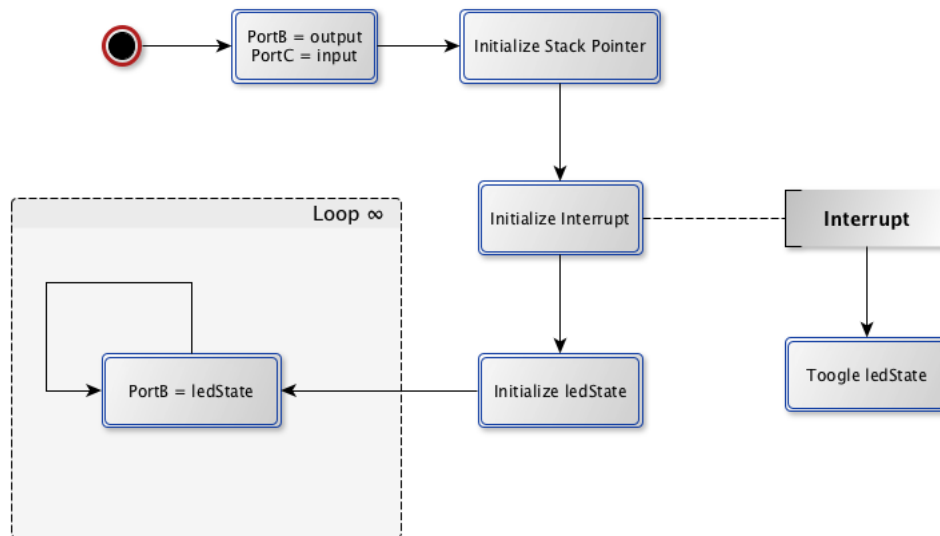 PortB = output
PortC = input
Initialize Stack Pointer
Initialize Interrupt
Interrupt
Loop ∞
PortB = ledState
Initialize ledState
Toogle ledState